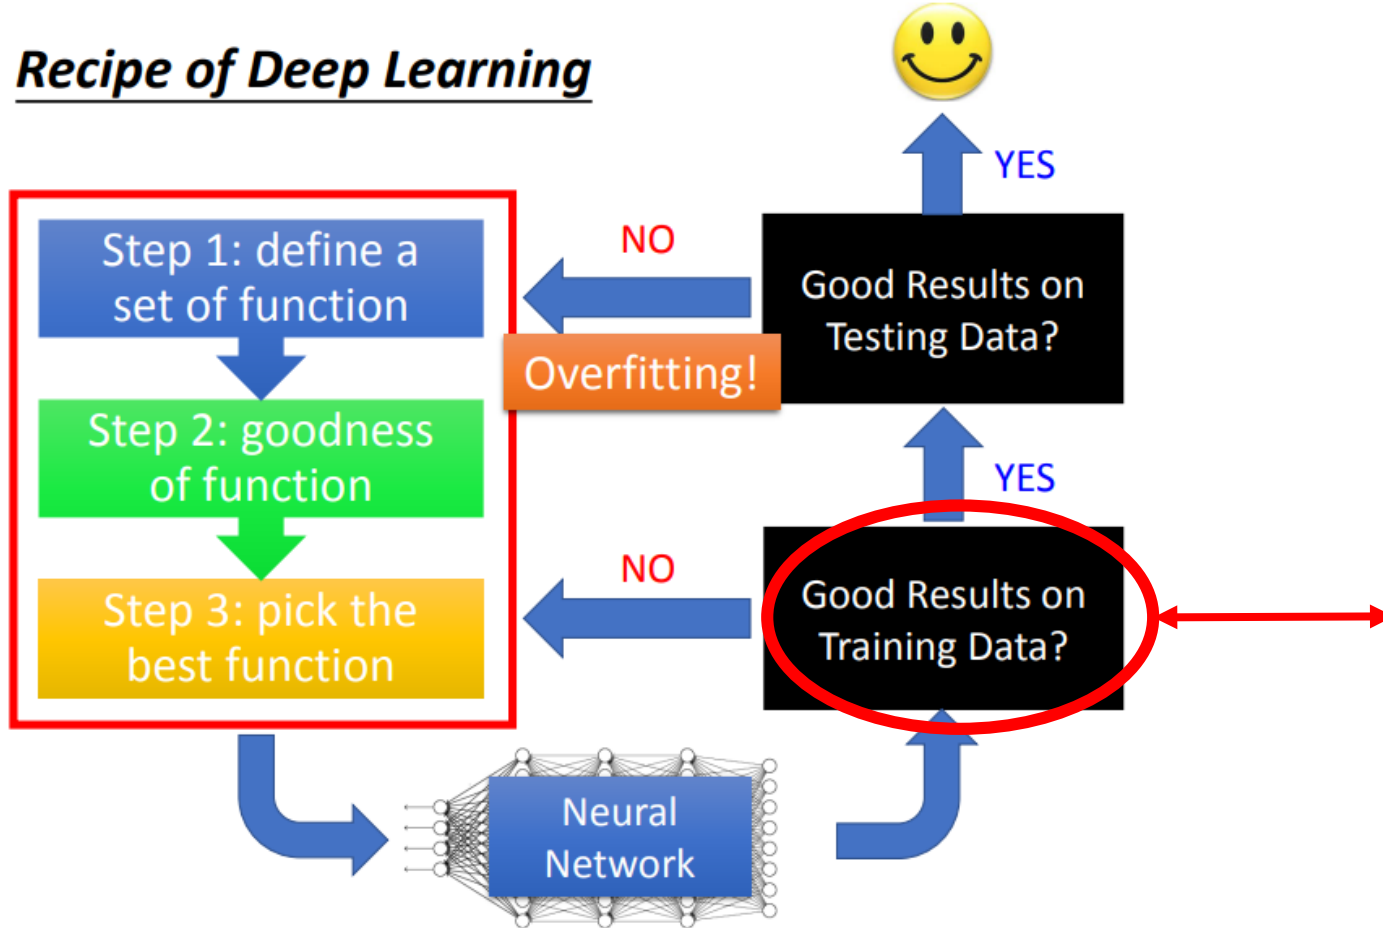 Recipe of Deep Learning
YES
Step 1: define a
set of function
NO
Good Results on
Testing Data?
Overfitting!
Step 2: goodness
of function
YES
Step 3: pick the
best function
NO
Good Results on
Training Data?
Neural
Network